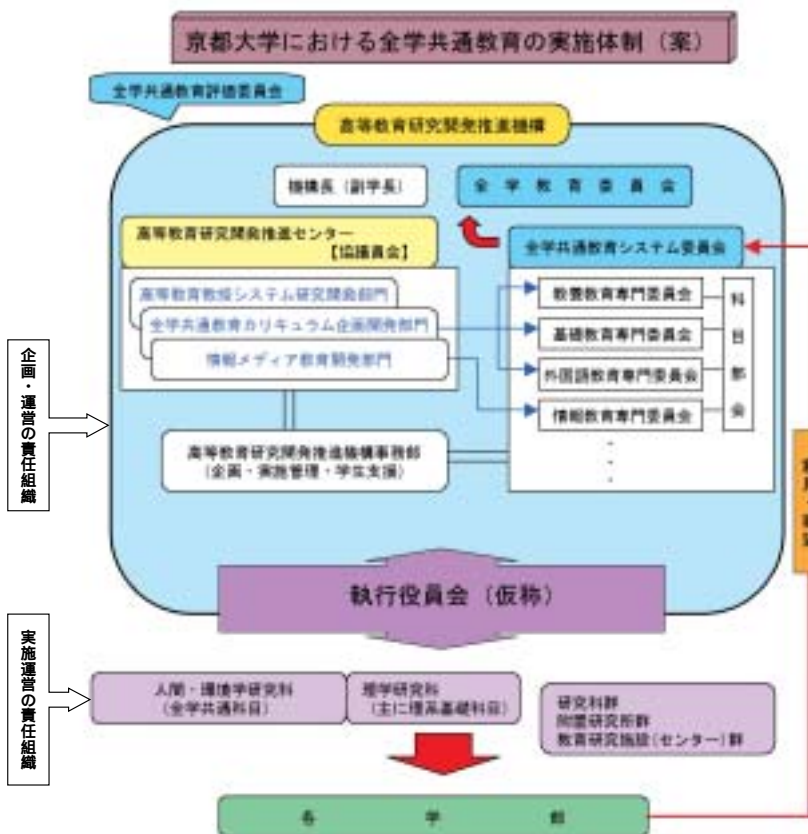 京都大学における全学共通教育の実施体制（案）
全学共通教育評価委員会
高等教育研究開発推進機構
機構長（副学長）
全学教育委員会
高等教育研究開発推進センター
【協議員会】
全学共通教育システム委員会
高等教育教授システム研究開発部門
全学共通教育カリキュラム企画開発部門
情報メディア教育開発部門
教養教育専門委員会
基礎教育専門委員会
外国語教育専門委員会
情報教育専門委員会
・
・
・
科目部会
高等教育研究開発推進機構事務部
（企画・実施管理・学生支援）
企画・運営の責任組織
執行役員会（仮称）
実施運営の責任組織
人間・環境学研究科
（全学共通科目）
理学研究科
（主に理系基礎科目）
研究科群
附置研究所群
教育研究施設（センター）群
各学部